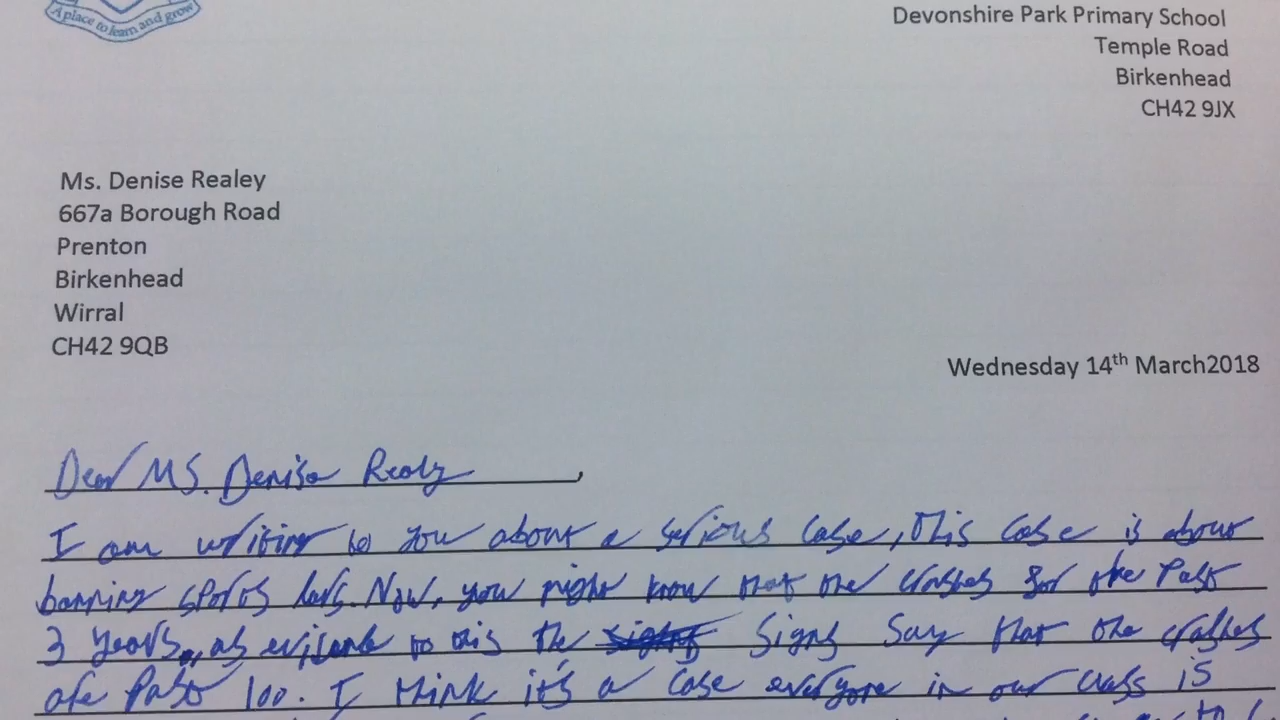 A place to learn and grow
Devonshire Park Primary School
Temple Road
Birkenhead
CH42 9JX
Ms. Denise Realey
667a Borough Road
Prenton
Birkenhead
Wirral
CH42 9QB
Wednesday 14th March2018
Dear MS. Denise Realy,
I am writing to you about a serious case, this case is about
banning sports cars. Now, you might know that the crashes for the Past
3 years, as to this the signs say that the crashes
are Past 100. I think it's a case everyone in our class is